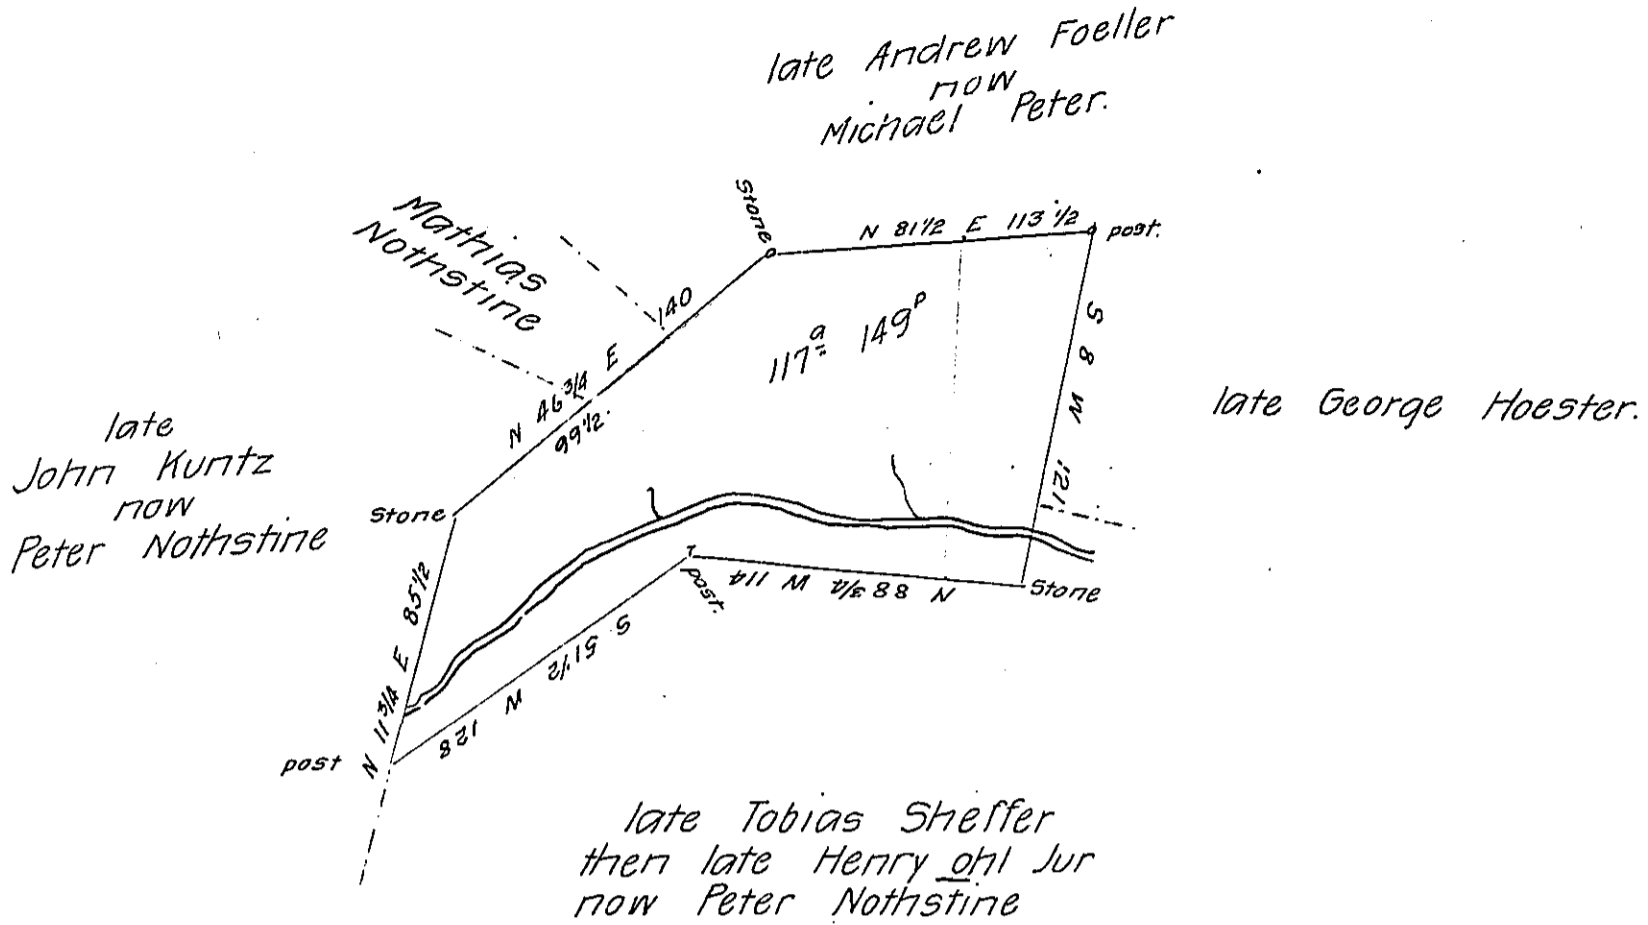 late Andrew Foeller
now
Michael Peter.
Mathias
Nothstine
Stone
N 81 1/2 E 113 1/2
post.
117a 149P
N 46 3/4 E 140
99 1/2.
S 8 W 121
late George Hoester.
late
John Kuntz
now
Peter Nothstine
Stone
N 11 3/4 E 85 1/2
post
S 51 1/2 W 128
post.
N 88 3/4 W 114
Stone
late Tobias Sheffer
then late Henry ohl Jur
now Peter Nothstine